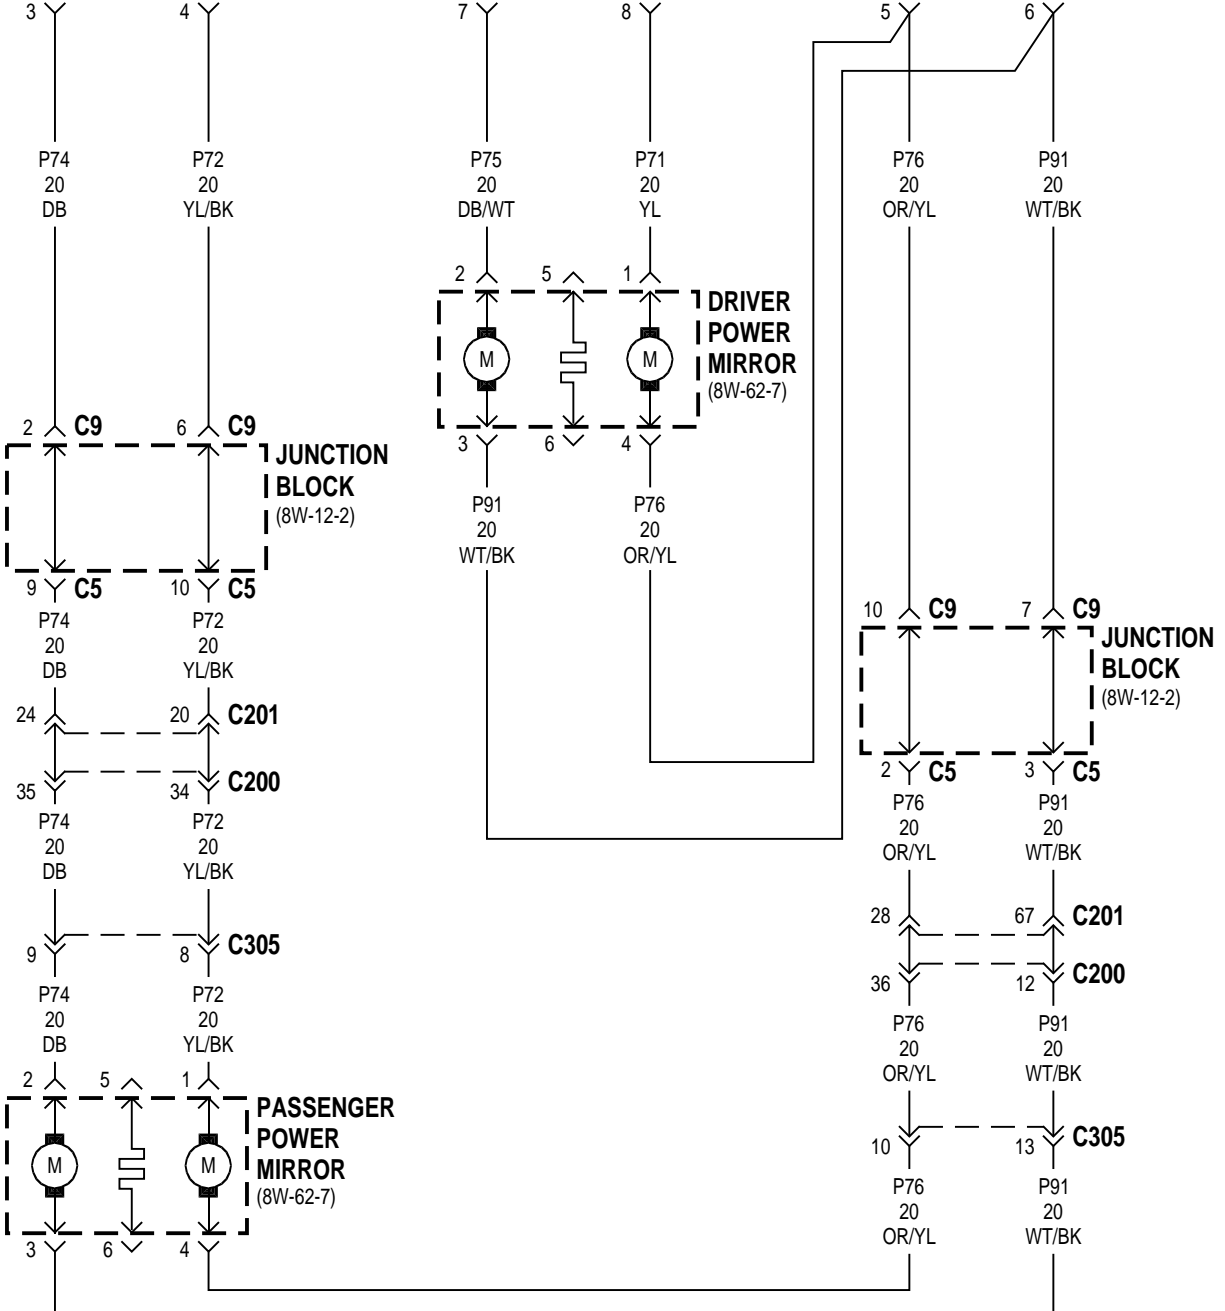 3 4 7 8 5 6
P74 P72 P75 P71 P76 P91
20 20 20 20 20 20
DB YL/BK DB/WT YL OR/YL WT/BK
2 5 1
DRIVER
POWER
MIRROR
(8W-62-7)
M M
3 6 4
P91 P76
20 20
WT/BK OR/YL
2 C9 6 C9
JUNCTION
BLOCK
(8W-12-2)
9 C5 10 C5
P74 P72
20 20
DB YL/BK
24 20 C201
35 34 C200
P74 P72
20 20
DB YL/BK
9 8 C305
P74 P72
20 20
DB YL/BK
2 5 1
PASSENGER
POWER
MIRROR
(8W-62-7)
M M
3 6 4
10 C9 7 C9
JUNCTION
BLOCK
(8W-12-2)
2 C5 3 C5
P76 P91
20 20
OR/YL WT/BK
28 67 C201
36 12 C200
P76 P91
20 20
OR/YL WT/BK
10 13 C305
P76 P91
20 20
OR/YL WT/BK